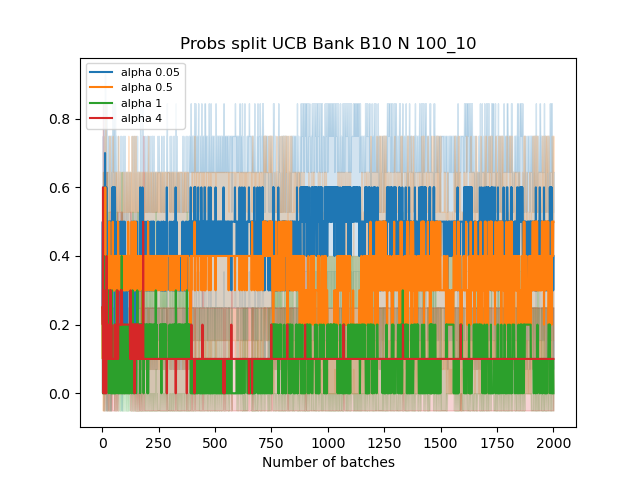 Probs split UCB Bank B10 N 100_10
alpha 0.05
alpha 0.5
alpha 1
alpha 4
0.8
0.6
0.4
0.2
0.0
0 250 500 750 1000 1250 1500 1750 2000
Number of batches